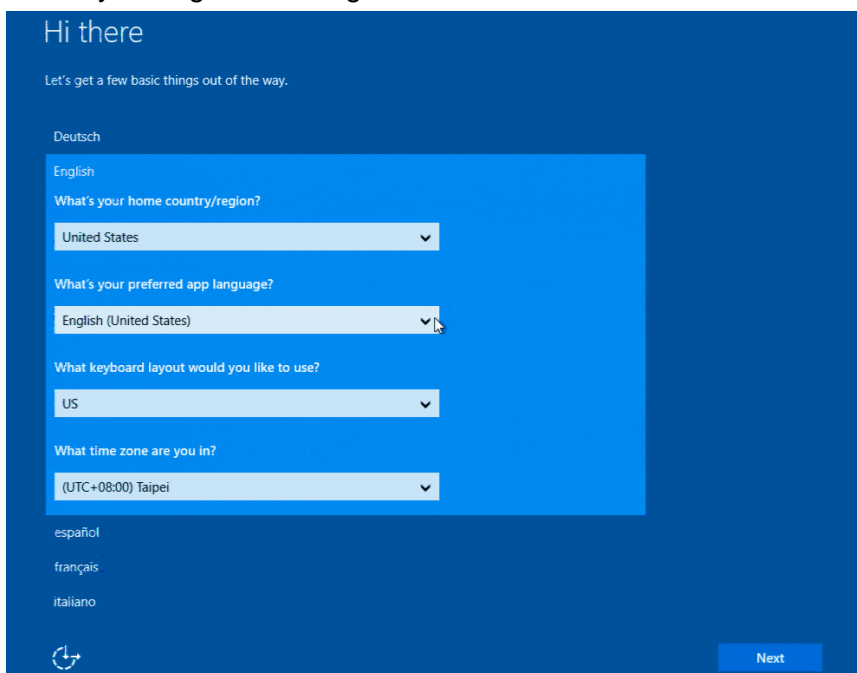 Hi there
Let's get a few basic things out of the way.
Deutsch
English
What's your home country/region?
United States
What's your preferred app language?
English (United States)
What keyboard layout would you like to use?
US
What time zone are you in?
(UTC+08:00) Taipei
español
français
italiano
Next